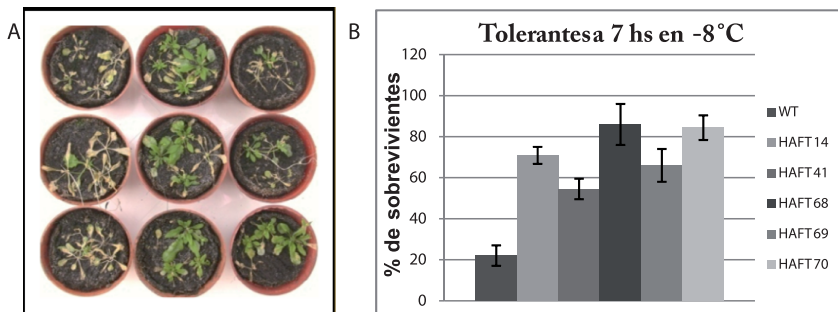 A
B
Tolerantesa 7 hs en -8°C
% de sobrevivientes
120
100
80
60
40
20
0
WT
HAFT14
HAFT41
HAFT68
HAFT69
HAFT70